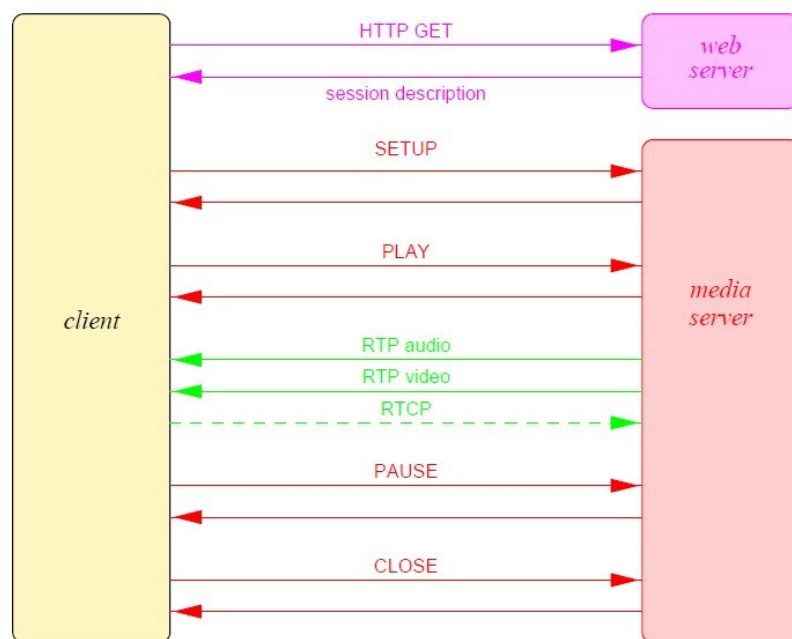 HTTP GET
web
server
session description
SETUP
PLAY
client
media
server
RTP audio
RTP video
RTCP
PAUSE
CLOSE